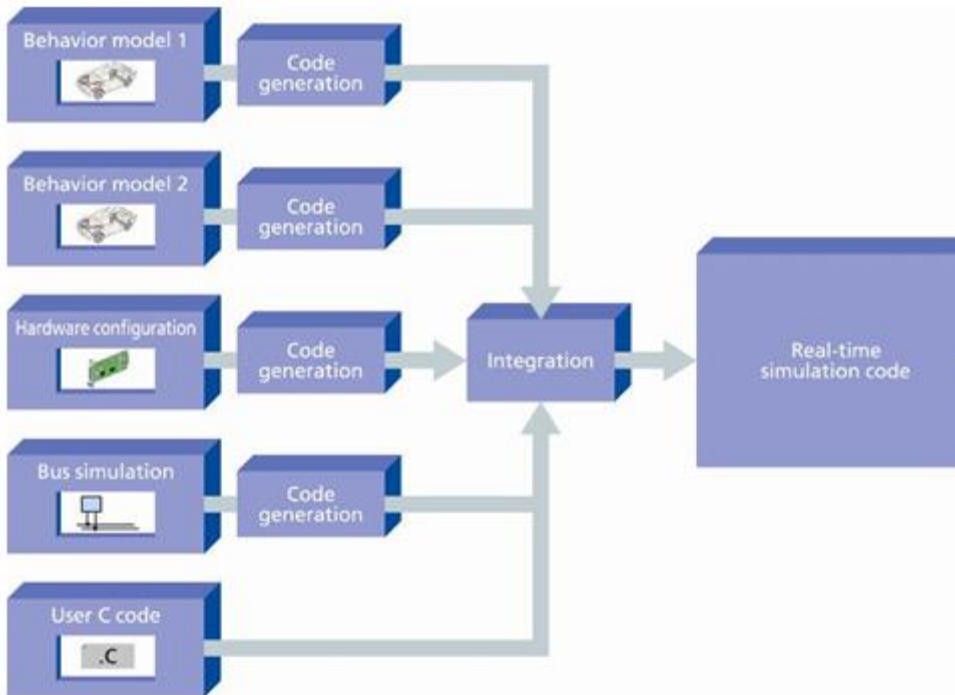 Behavior model 1
Code
generation
Behavior model 2
Code
generation
Hardware configuration
Code
generation
Integration
Real-time
simulation code
Bus simulation
Code
generation
User C code
.C